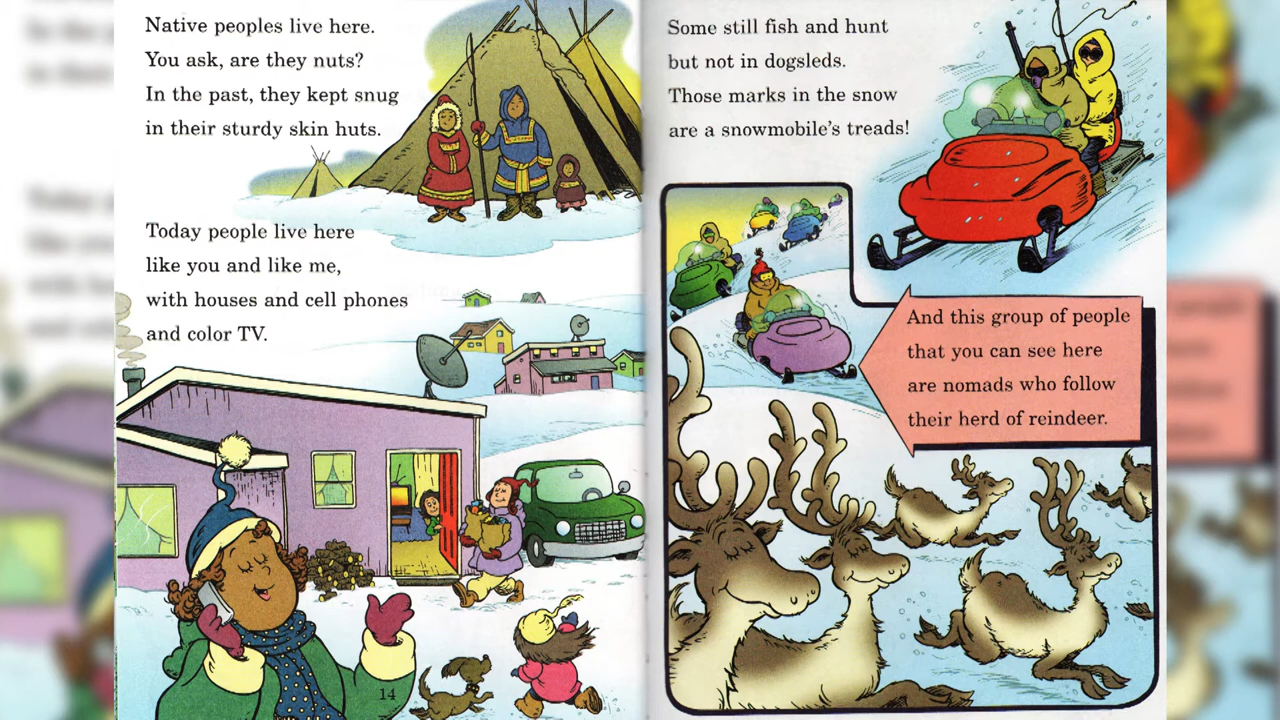 Native peoples live here.
You ask, are they nuts?
In the past, they kept snug
in their sturdy skin huts.
Today people live here
like you and like me,
with houses and cell phones
and color TV.
14
Some still fish and hunt
but not in dogsleds.
Those marks in the snow
are a snowmobile's treads!
And this group of people
that you can see here
are nomads who follow
their herd of reindeer.